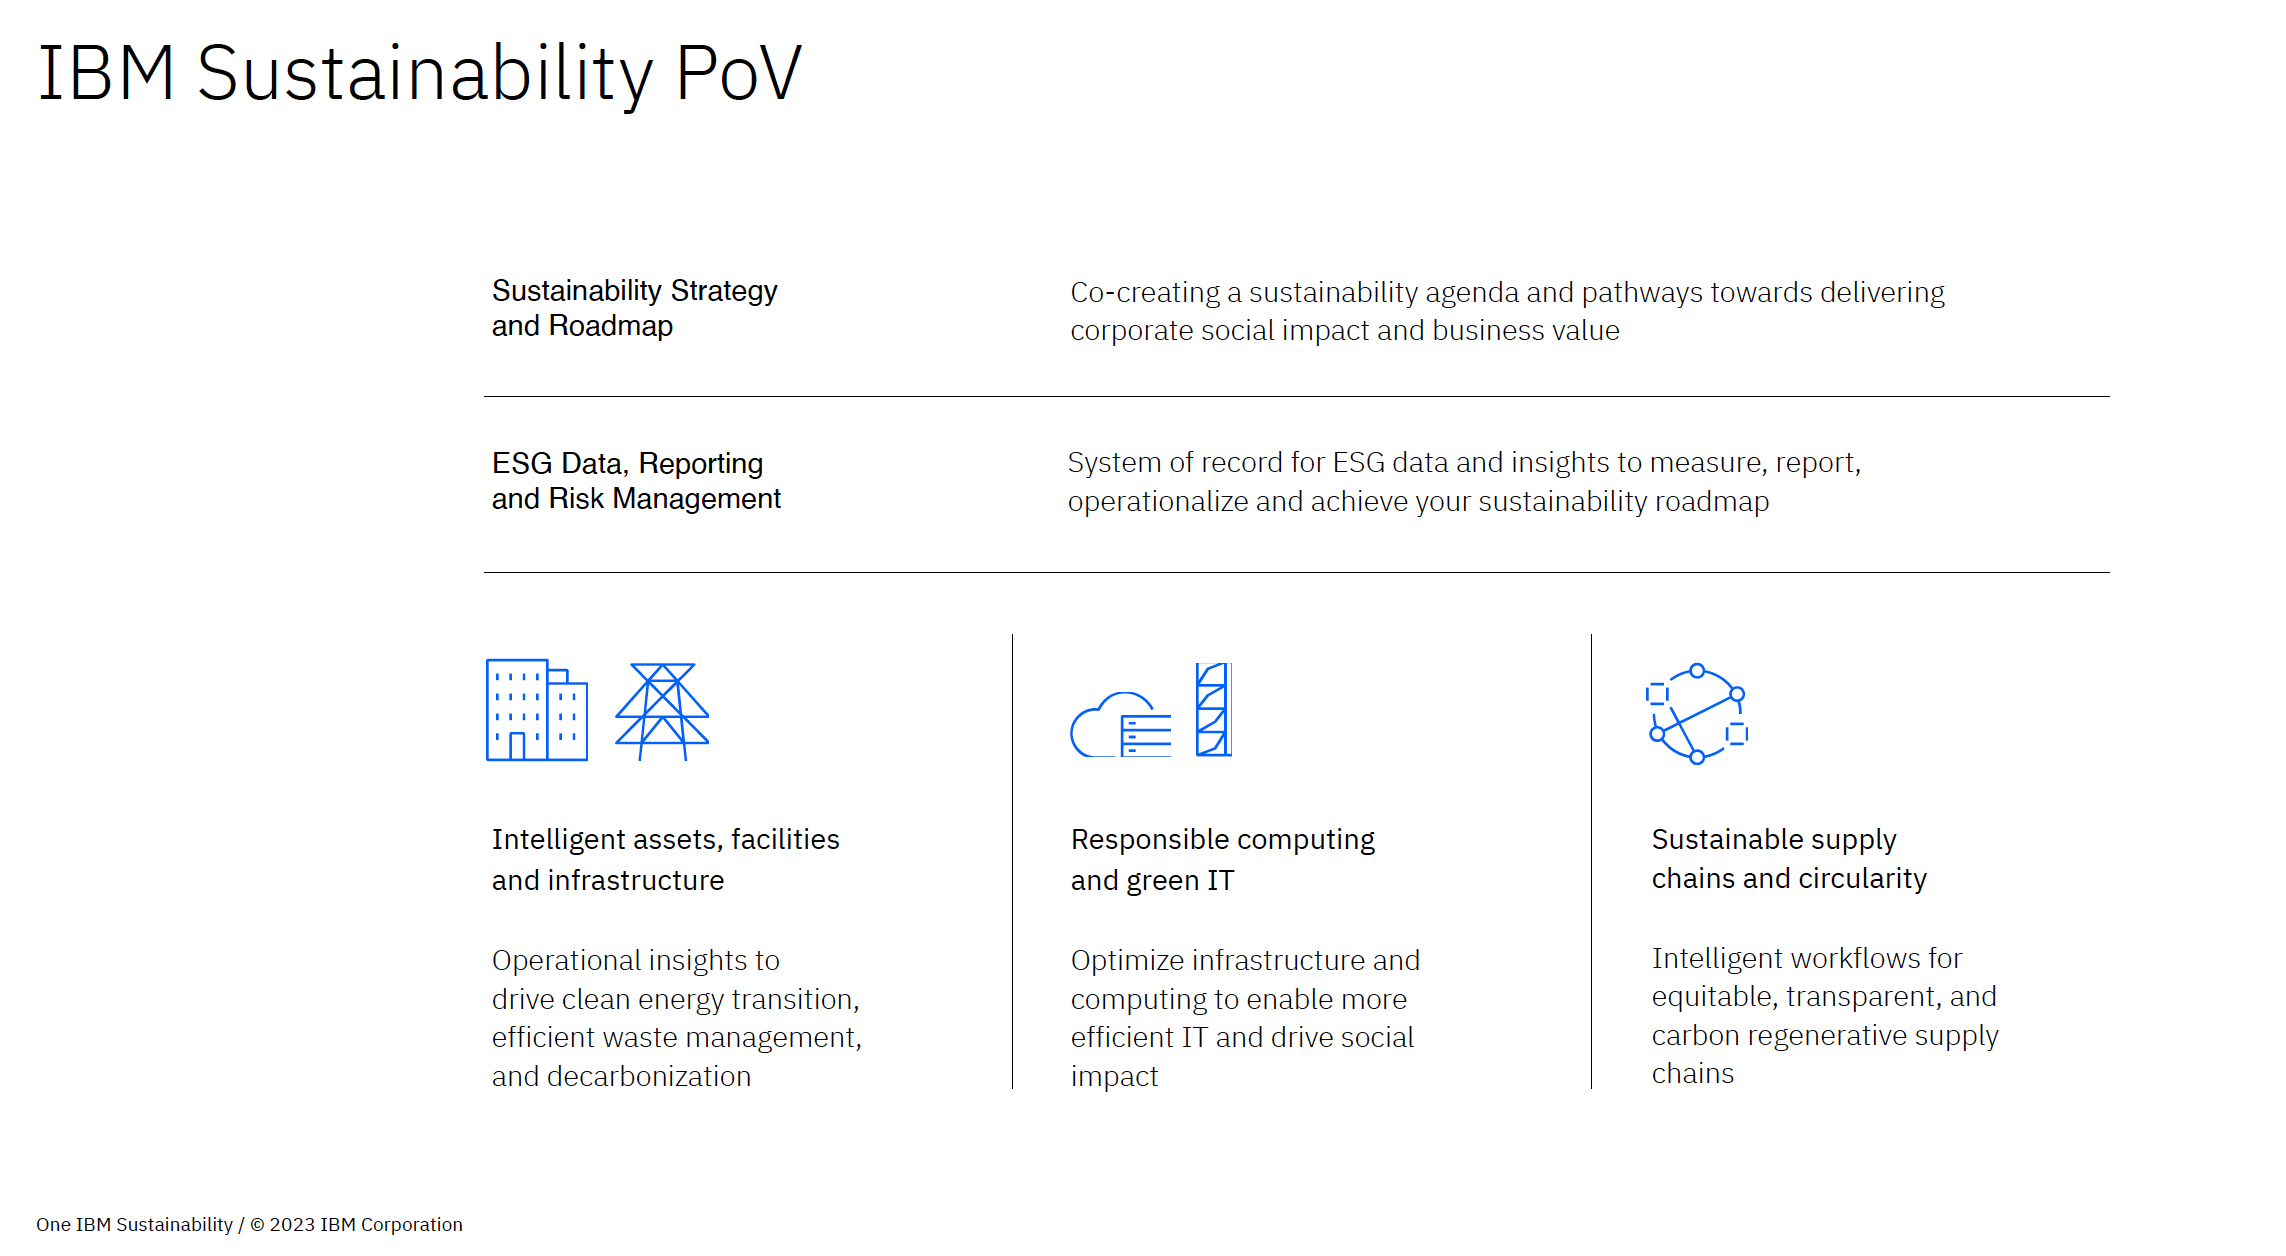 IBM Sustainability PoV
Sustainability Strategy
and Roadmap
Co-creating a sustainability agenda and pathways towards delivering
corporate social impact and business value
ESG Data, Reporting
and Risk Management
System of record for ESG data and insights to measure, report,
operationalize and achieve your sustainability roadmap
Intelligent assets, facilities
and infrastructure
Operational insights to
drive clean energy transition,
efficient waste management,
and decarbonization
Responsible computing
and green IT
Optimize infrastructure and
computing to enable more
efficient IT and drive social
impact
Sustainable supply
chains and circularity
Intelligent workflows for
equitable, transparent, and
carbon regenerative supply
chains
One IBM Sustainability / © 2023 IBM Corporation